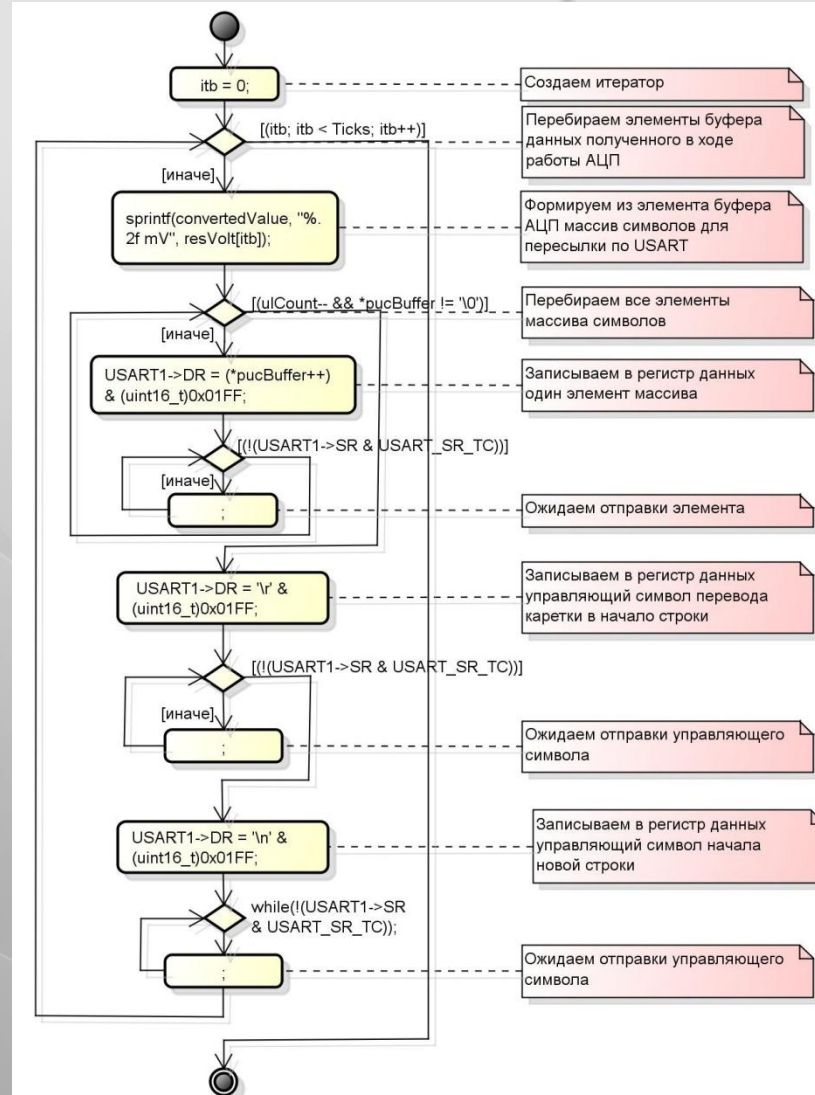 itb = 0;
Создаем итератор
[(itb; itb < Ticks; itb++)]
Перебираем элементы буфера
данных полученного в ходе
работы АЦП
[иначе]
sprintf(convertedValue, "%.
2f mV", resVolt[itb]);
Формируем из элемента буфера
АЦП массив символов для
пересылки по USART
[(ulCount-- && *pucBuffer != '\0')]
Перебираем все элементы
массива символов
[иначе]
USART1->DR = (*pucBuffer++)
& (uint16_t)0x01FF;
Записываем в регистр данных
один элемент массива
[(!(USART1->SR & USART_SR_TC))]
[иначе]
;
Ожидаем отправки элемента
USART1->DR = '\r' &
(uint16_t)0x01FF;
Записываем в регистр данных
управляющий символ перевода
каретки в начало строки
[(!(USART1->SR & USART_SR_TC))]
[иначе]
;
Ожидаем отправки управляющего
символа
USART1->DR = '\n' &
(uint16_t)0x01FF;
Записываем в регистр данных
управляющий символ начала
новой строки
while(!(USART1->SR
& USART_SR_TC));
;
Ожидаем отправки управляющего
символа